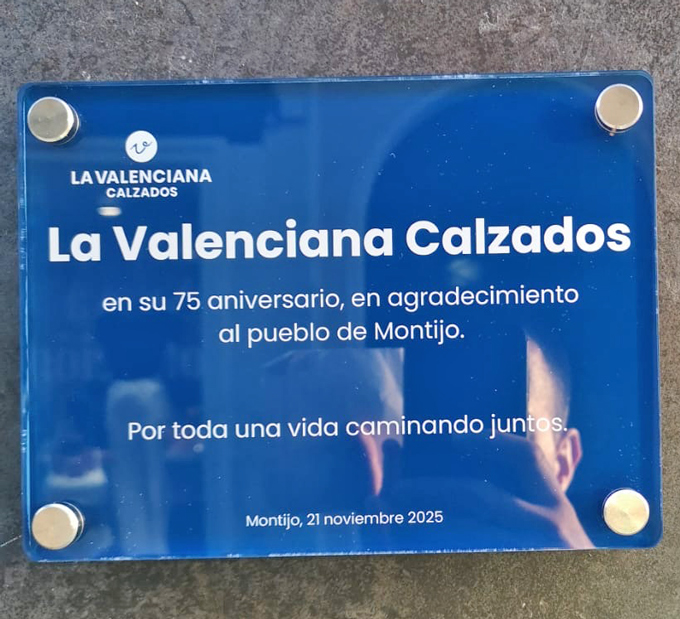 LA VALENCIANA
CALZADOS
La Valenciana Calzados
en su 75 aniversario, en agradecimiento
al pueblo de Montijo.
Por toda una vida caminando juntos.
Montijo, 21 noviembre 2025